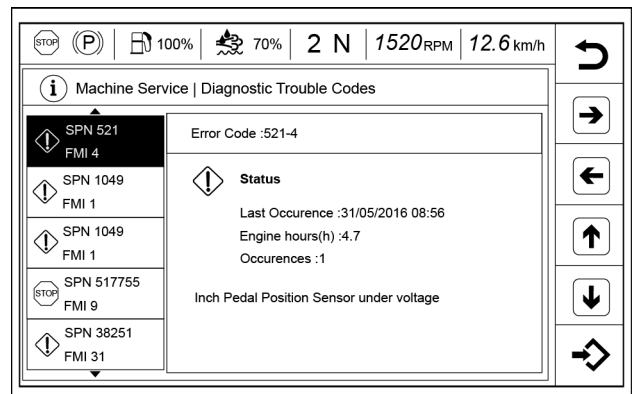 STOP (P) 100% 70% 2 N 1520RPM 12.6 km/h
i Machine Service | Diagnostic Trouble Codes
SPN 521
FMI 4
SPN 1049
FMI 1
SPN 1049
FMI 1
STOP SPN 517755
FMI 9
SPN 38251
FMI 31
Error Code :521-4
Status
Last Occurence :31/05/2016 08:56
Engine hours(h) :4.7
Occurences :1
Inch Pedal Position Sensor under voltage